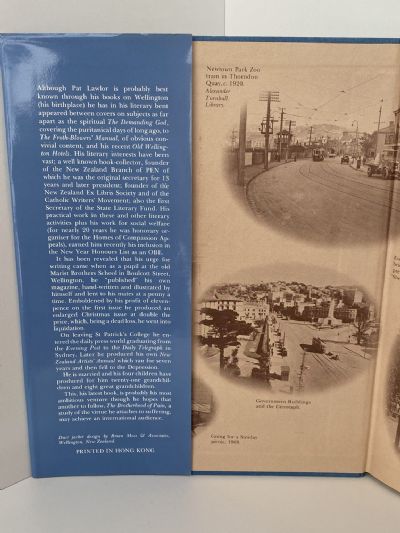 Although Pat Lawlor is probably best
known through his books on Wellington
(his birthplace) he has in his literary bent
appeared between covers on subjects as far
apart as the spiritual The Demanding God,
covering the puritanical days of long ago, to
The Froth-Blowers' Manual, of obvious con-
vivial content, and his recent Old Welling-
ton Hotels. His literary interests have been
vast; a well known book-collector, founder
of the New Zealand Branch of PEN of
which he was the original secretary for 15
years and later president; founder of the
New Zealand Ex Libris Society and of the
Catholic Writers' Movement; also the first
Secretary of the State Literary Fund. His
practical work in these and other literary
activities plus his work for social welfare
(for nearly 20 years he was honorary or-
ganiser for the Homes of Compassion Ap-
peals), earned him recently his inclusion in
the New Year Honours List as an OBE.
It has been revealed that his urge for
writing came when as a pupil at the old
Marist Brothers School in Boulcott Street,
Wellington, he "published" his own
magazine, hand-written and illustrated by
himself and lent to his mates at a penny a
time. Emboldened by his profit of eleven-
pence on the first issue he produced an
enlarged Christmas issue at double the
price, which, being a dead loss, he went into
liquidation.
On leaving St Patrick's College he en-
tered the daily press world graduating from
the Evening Post to the Daily Telegraph in
Sydney. Later he produced his own New
Zealand Artists' Annual which ran for seven
years and then fell to the Depression.
He is married and his four children have
produced for him twenty-one grandchil-
dren and eight great grandchildren.
This, his latest book, is probably his most
ambitious venture though he hopes that
another to follow, The Brotherhood of Pain, a
study of the virtue he attaches to suffering,
may achieve an international audience.
Dust jacket design by Brian Moss & Associates,
Wellington, New Zealand.
PRINTED IN HONG KONG
Newtown Park Zoo
tram in Thorndon
Quay, c. 1920.
Alexander
Turnbull
Library.
Government Buildings
and the Cenotaph.
Going for a Sunday
picnic, 1908.